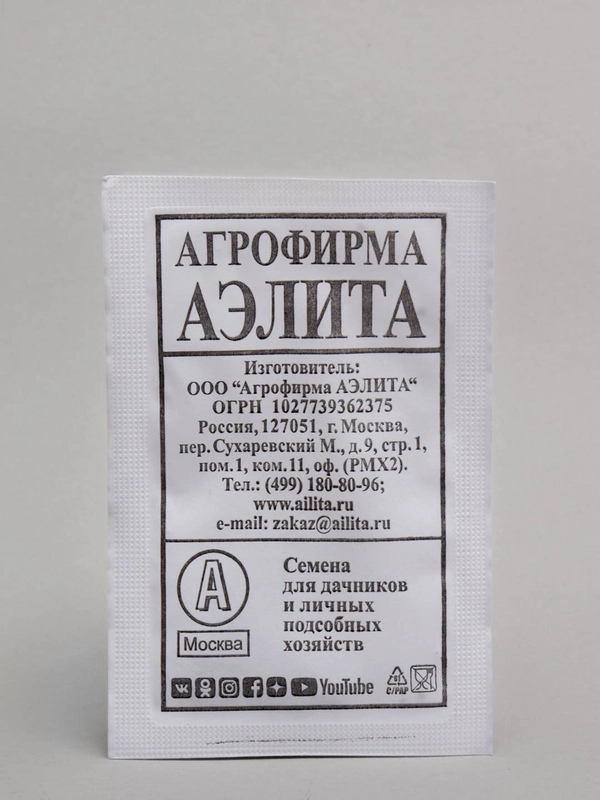 АГРОФИРМА
АЭЛИТА
Изготовитель:
ООО “Агрофирма АЭЛИТА“
ОГРН 1027739362375
Россия, 127051, г. Москва,
пер. Сухаревский М., д. 9, стр. 1,
пом. 1, ком. 11, оф. (РМХ2).
Тел.: (499) 180-80-96;
www.ailita.ru
e-mail: zakaz@ailita.ru
А
Москва
Семена
для дачников
и личных
подсобных
хозяйств
YouTube
C/PAP